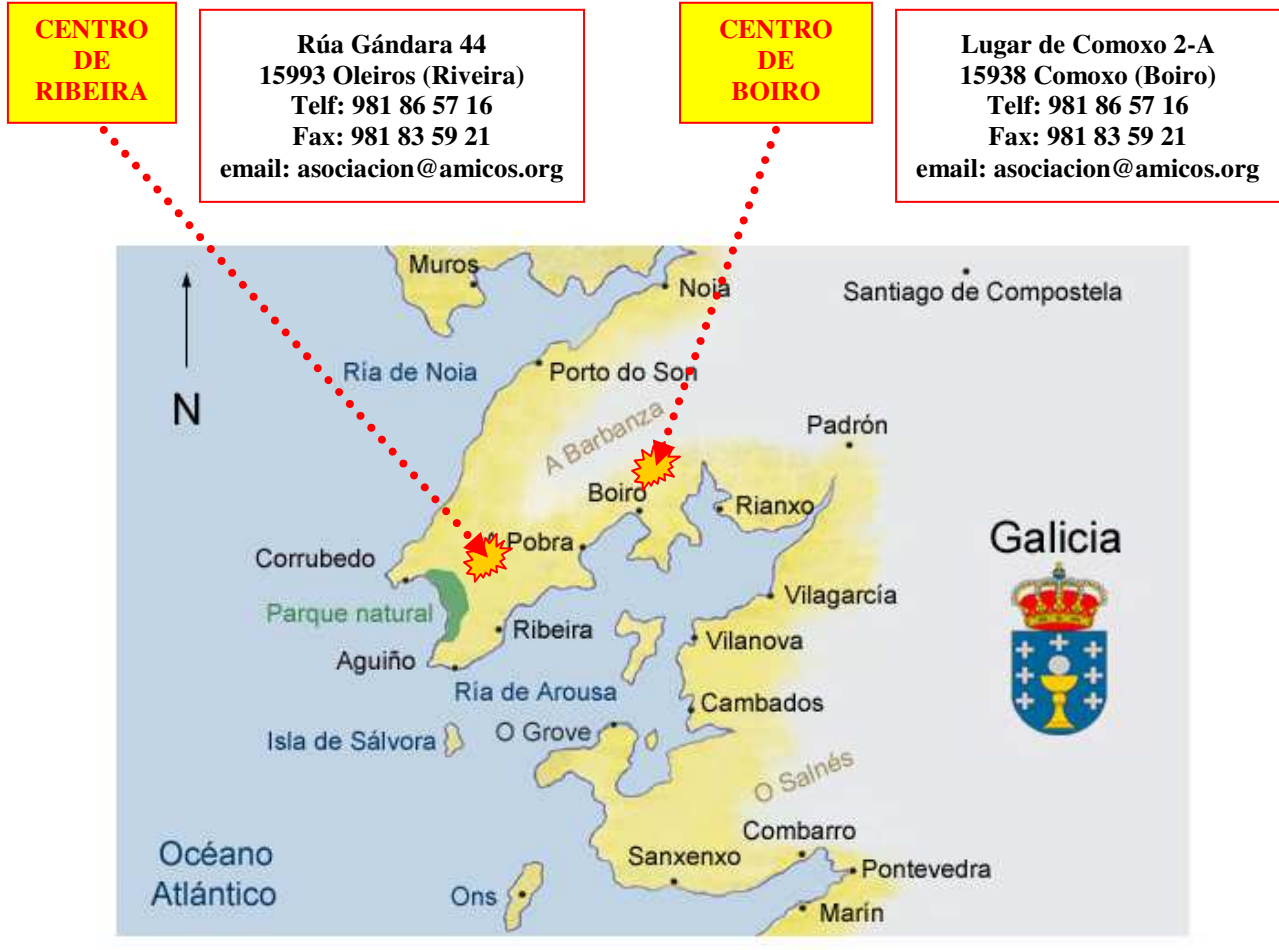 CENTRO
DE
RIBEIRA
Rúa Gándara 44
15993 Oleiros (Riveira)
Telf: 981 86 57 16
Fax: 981 83 59 21
email: asociacion@amicos.org
CENTRO
DE
BOIRO
Lugar de Comoxo 2-A
15938 Comoxo (Boiro)
Telf: 981 86 57 16
Fax: 981 83 59 21
email: asociacion@amicos.org
Muros
Noia
Santiago de Compostela
Ría de Noia
Porto do Son
N
A Barbanza
Padrón
Boiro
Rianxo
Galicia
Pobra
Corrubedo
Vilagarcía
Parque natural
Ribeira
Vilanova
Aguiño
Ría de Arousa
Cambados
Isla de Sálvora
O Grove
O Salnés
Combarro
Océano
Atlántico
Sanxenxo
Pontevedra
Ons
Marín